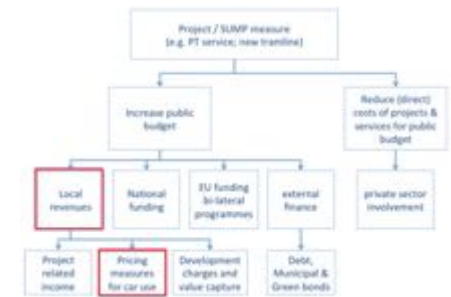 Project / SUMP measure
(e.g. PT service; new tramline)
Increase public
budget
Reduce (direct)
costs of projects &
services for public
budget
Local
revenues
National
funding
EU funding
bi-lateral
programmes
external
finance
private sector
involvement
Project
related
income
Pricing
measures
for car use
Development
charges and
value capture
Debt,
Municipal &
Green bonds